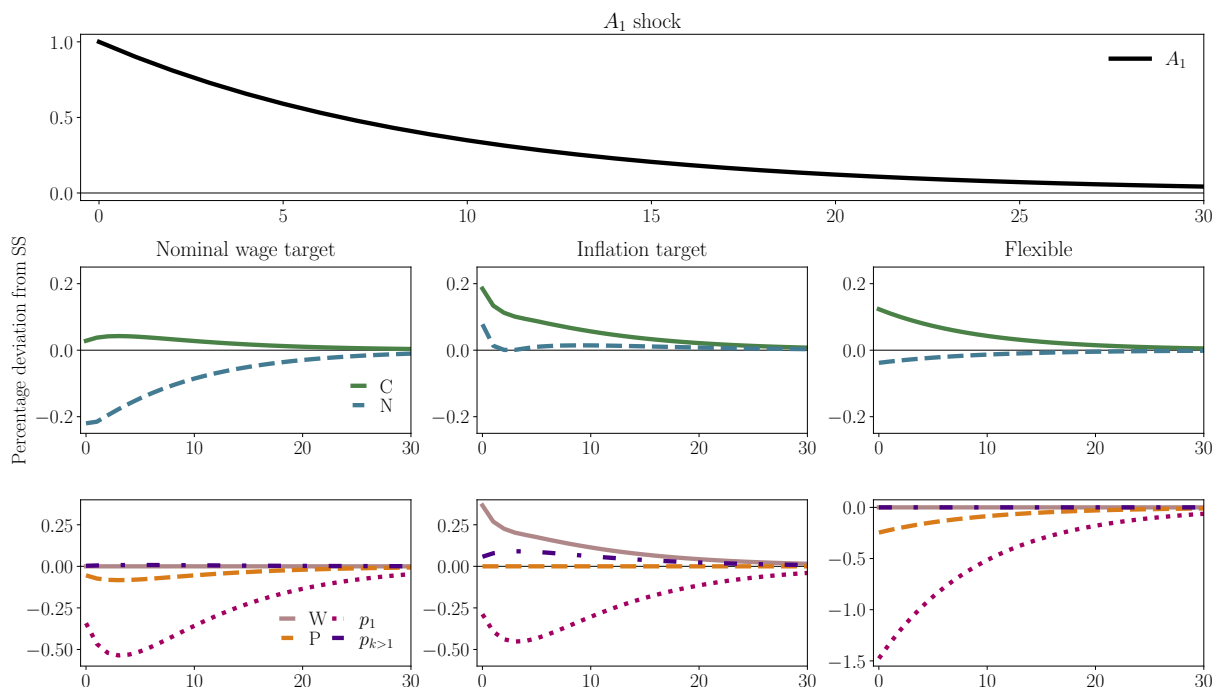 A₁ shock
1.0
0.5
0.0
A₁
0 5 10 15 20 25 30
Percentage deviation from SS
Nominal wage target Inflation target Flexible
0.2 0.2 0.2
0.0 0.0 0.0
−0.2 −0.2 −0.2
C
N
0 10 20 30 0 10 20 30 0 10 20 30
0.25 0.25 0.0
0.00 0.00 −0.5
−0.25 −0.25 −1.0
−0.50 −0.50 −1.5
W p₁ W p₁
P pₖ>₁ P pₖ>₁
0 10 20 30 0 10 20 30 0 10 20 30